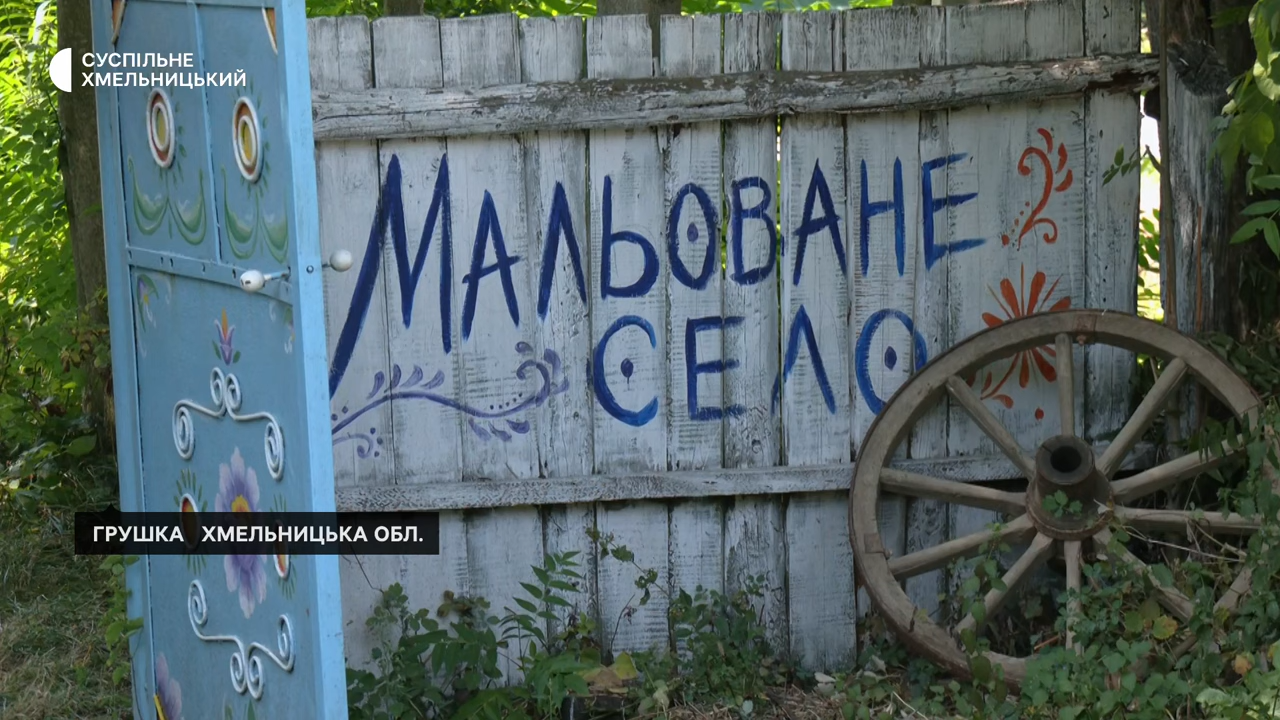 СУСПІЛЬНЕ
ХМЕЛЬНИЦЬКИЙ
МАЛЬОВАНЕ
СЕЛО
ГРУШКА ХМЕЛЬНИЦЬКА ОБЛ.